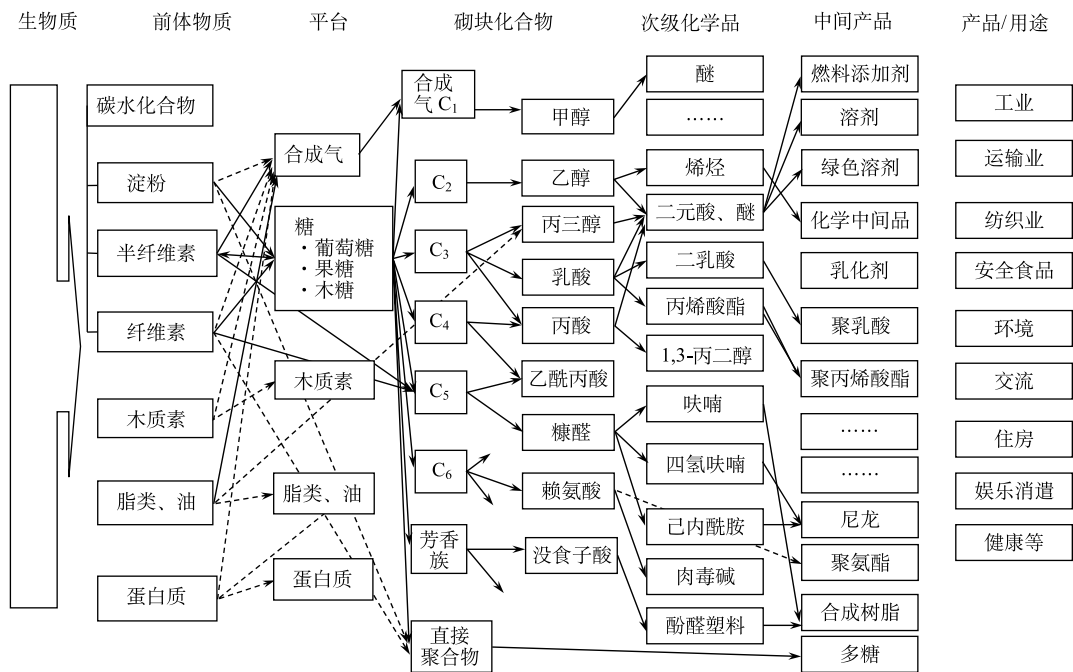 生物质
前体物质
平台
砌块化合物
次级化学品
中间产品
产品/用途
碳水化合物
淀粉
半纤维素
纤维素
木质素
脂类、油
蛋白质
合成气
糖
·葡萄糖
·果糖
·木糖
木质素
脂类、油
蛋白质
合成
气 C₁
C₂
C₃
C₄
C₅
C₆
芳香
族
直接
聚合物
甲醇
乙醇
丙三醇
乳酸
丙酸
乙酰丙酸
糠醛
赖氨酸
没食子酸
醚
……
烯烃
二元酸、醚
二乳酸
丙烯酸酯
1,3-丙二醇
呋喃
四氢呋喃
己内酰胺
肉毒碱
酚醛塑料
燃料添加剂
溶剂
绿色溶剂
化学中间品
乳化剂
聚乳酸
聚丙烯酸酯
……
……
尼龙
聚氨酯
合成树脂
多糖
工业
运输业
纺织业
安全食品
环境
交流
住房
娱乐消遣
健康等